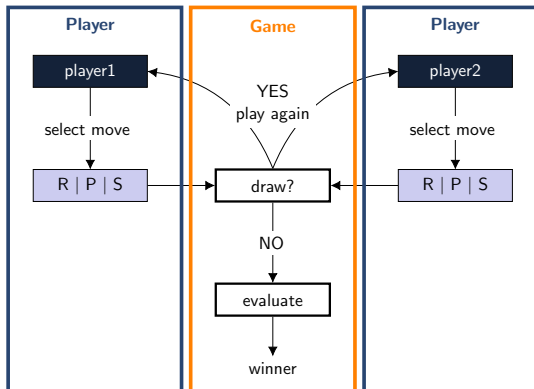 Player
Game
Player
player1
player2
YES
play again
select move
select move
R | P | S
draw?
R | P | S
NO
evaluate
winner